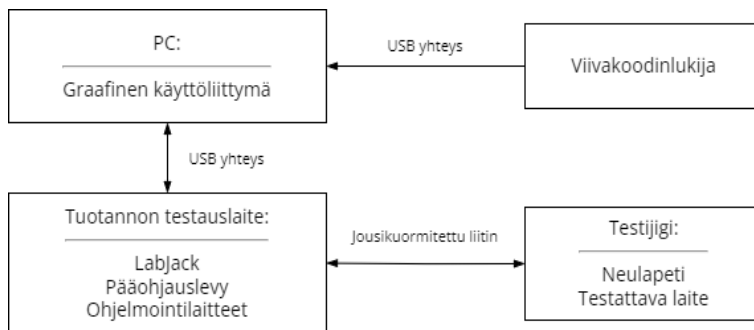 PC:
Graafinen käyttöliittymä
USB yhteys
Viivakoodinlukija
USB yhteys
Tuotannon testauslaite:
LabJack
Pääohjauslevy
Ohjelmointilaitteet
Jousikuormitettu liitin
Testijigi:
Neulapeti
Testattava laite